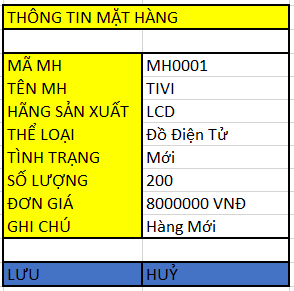 THÔNG TIN MẶT HÀNG
MÃ MH MH0001
TÊN MH TIVI
HÃNG SẢN XUẤT LCD
THỂ LOẠI Đồ Điện Tử
TÌNH TRẠNG Mới
SỐ LƯỢNG 200
ĐƠN GIÁ 8000000 VNĐ
GHI CHÚ Hàng Mới
LƯU HUỶ